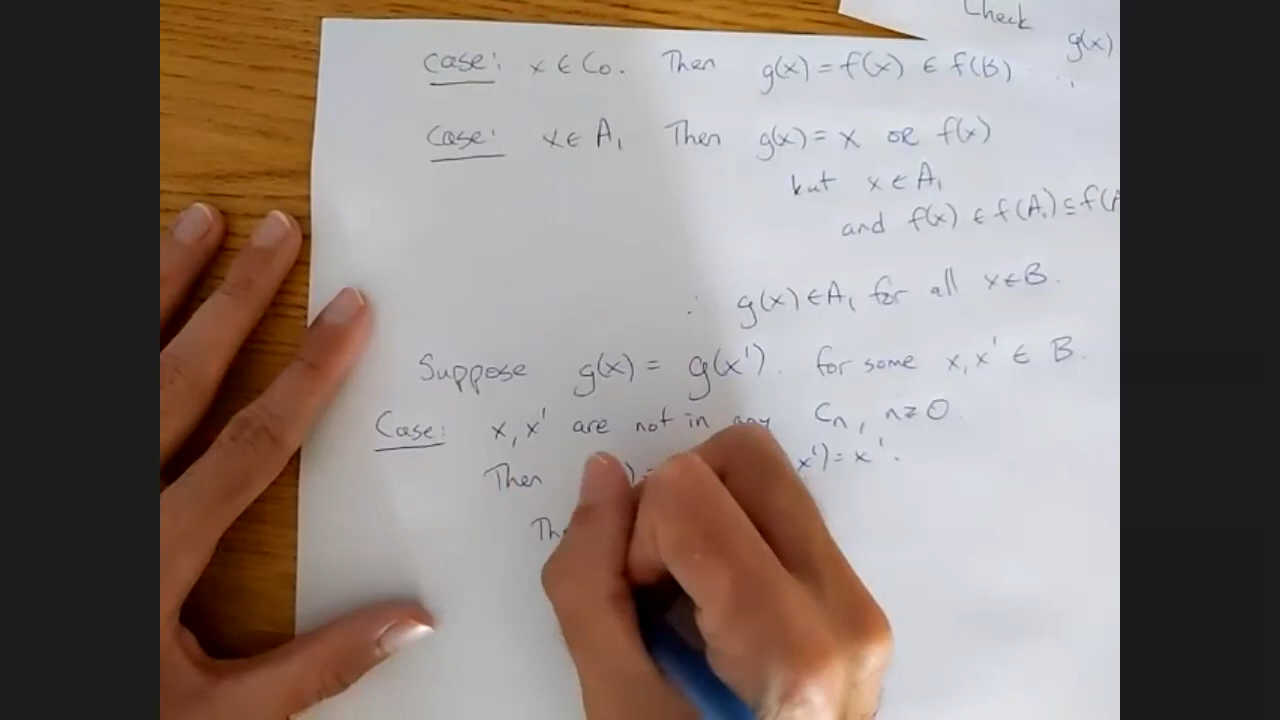 Check
g(x)
Case: x ∈ C₀. Then g(x) = f(x) ∈ f(B)
Case: x ∈ A₁ Then g(x) = x OR f(x)
but x ∈ A₁
and f(x) ∈ f(A₁) ⊆ f(A
∴ g(x) ∈ A₁ for all x ∈ B.
Suppose g(x) = g(x'). for some x, x' ∈ B.
Case: x, x' are not in any Cₙ, n ≥ 0.
Then ) = x') = x'.